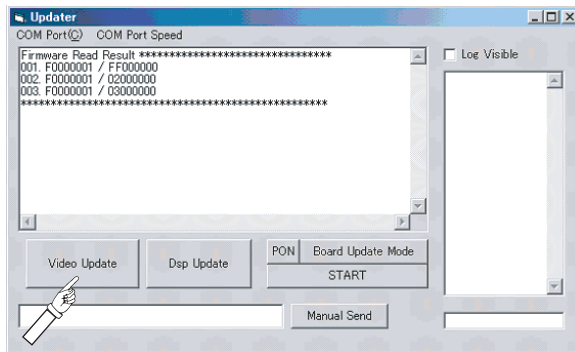 Updater
COM Port(C) COM Port Speed
Firmware Read Result ********************************
001. F0000001 / FF000000
002. F0000001 / 02000000
003. F0000001 / 03000000
***************************************************
Log Visible
Video Update
Dsp Update
PON
Board Update Mode
START
Manual Send